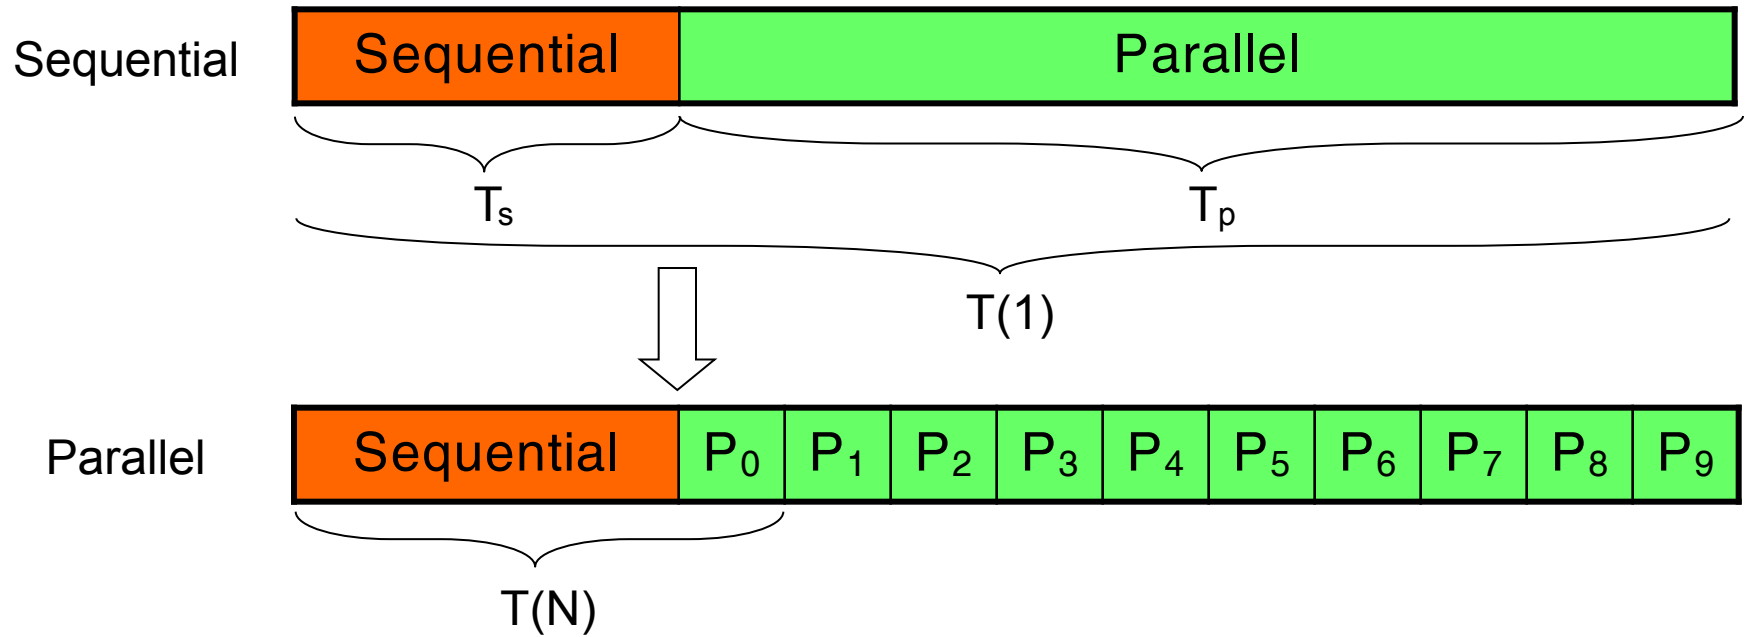 Sequential Sequential Parallel
Tₛ Tₚ
T(1)
Parallel Sequential P₀ P₁ P₂ P₃ P₄ P₅ P₆ P₇ P₈ P₉
T(N)